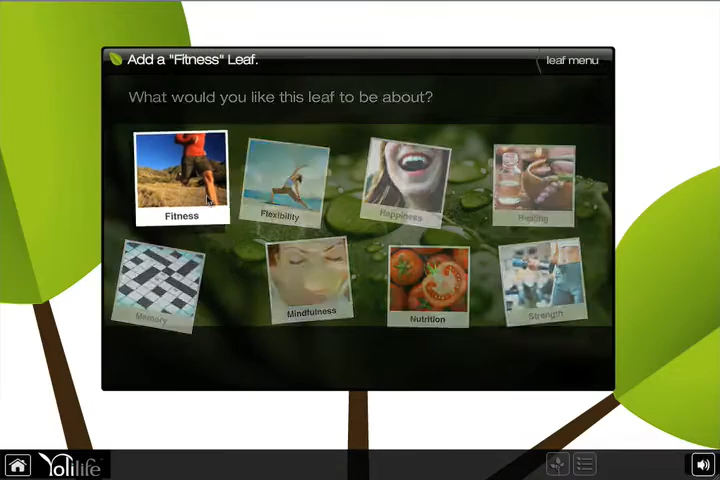 Add a "Fitness" Leaf.
leaf menu
What would you like this leaf to be about?
Fitness
Flexibility
Happiness
Healing
Memory
Mindfulness
Nutrition
Strength
Yolilife